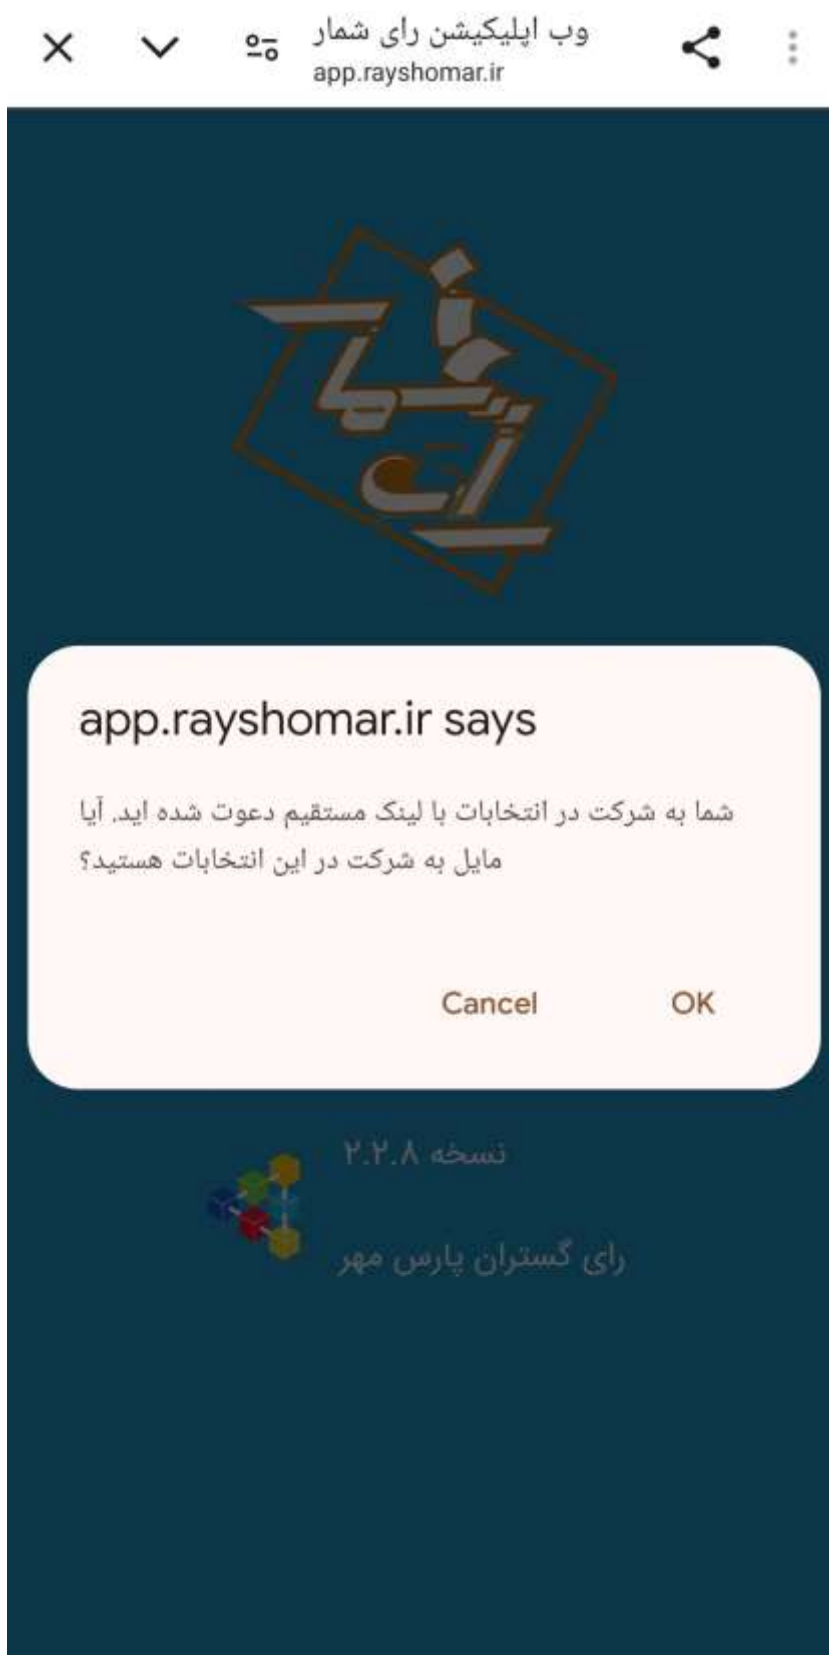 وب اپلیکیشن رای شمار
app.rayshomar.ir
رای شمار
app.rayshomar.ir says
شما به شرکت در انتخابات با لینک مستقیم دعوت شده اید. آیا
مایل به شرکت در این انتخابات هستید؟
Cancel OK
نسخه ۲.۲.۸
رای گستران پارس مهر